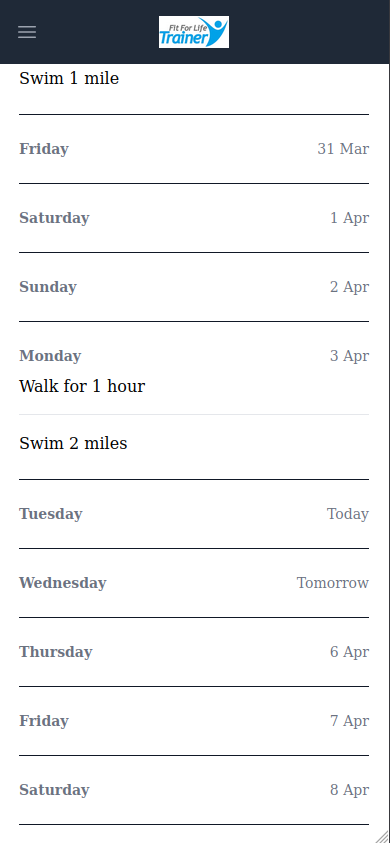 Fit For Life
Trainer
Swim 1 mile
Friday 31 Mar
Saturday 1 Apr
Sunday 2 Apr
Monday 3 Apr
Walk for 1 hour
Swim 2 miles
Tuesday Today
Wednesday Tomorrow
Thursday 6 Apr
Friday 7 Apr
Saturday 8 Apr